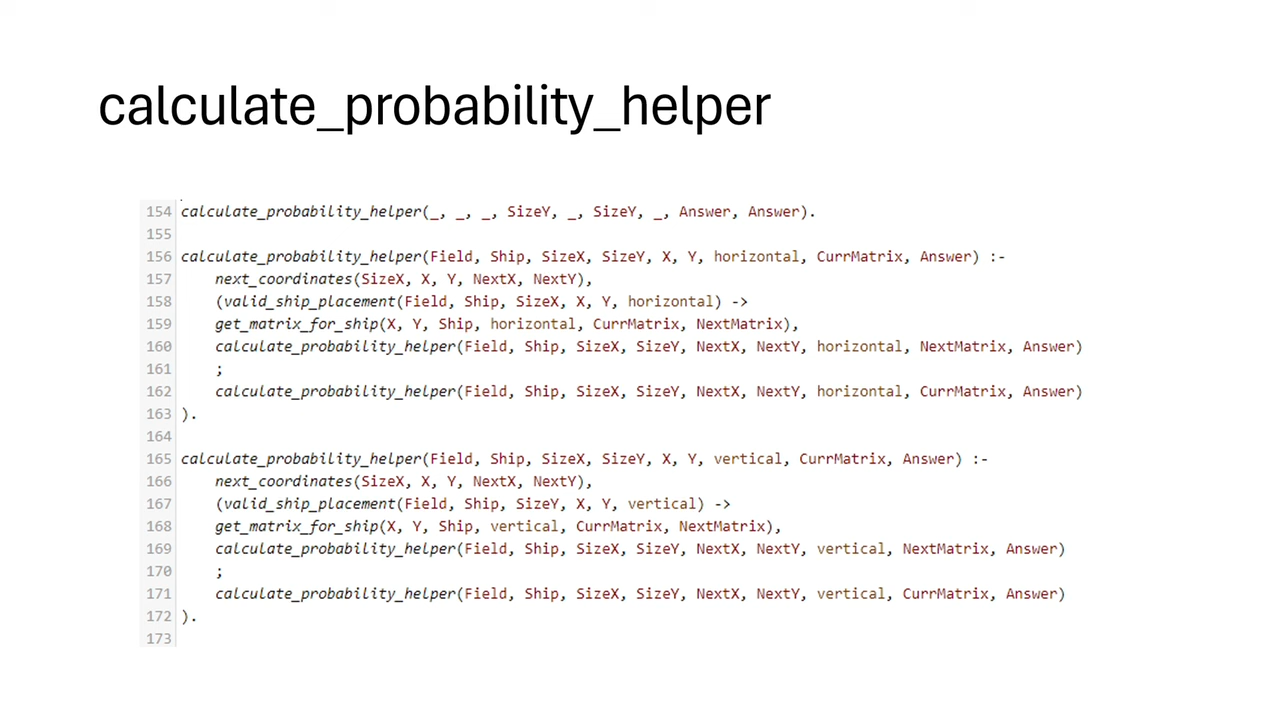 calculate_probability_helper
154 calculate_probability_helper(_, _, _, SizeY, _, SizeY, _, Answer, Answer).
155
156 calculate_probability_helper(Field, Ship, SizeX, SizeY, X, Y, horizontal, CurrMatrix, Answer) :-
157 next_coordinates(SizeX, X, Y, NextX, NextY),
158 (valid_ship_placement(Field, Ship, SizeX, X, Y, horizontal) ->
159 get_matrix_for_ship(X, Y, Ship, horizontal, CurrMatrix, NextMatrix),
160 calculate_probability_helper(Field, Ship, SizeX, SizeY, NextX, NextY, horizontal, NextMatrix, Answer)
161 ;
162 calculate_probability_helper(Field, Ship, SizeX, SizeY, NextX, NextY, horizontal, CurrMatrix, Answer)
163 ).
164
165 calculate_probability_helper(Field, Ship, SizeX, SizeY, X, Y, vertical, CurrMatrix, Answer) :-
166 next_coordinates(SizeX, X, Y, NextX, NextY),
167 (valid_ship_placement(Field, Ship, SizeY, X, Y, vertical) ->
168 get_matrix_for_ship(X, Y, Ship, vertical, CurrMatrix, NextMatrix),
169 calculate_probability_helper(Field, Ship, SizeX, SizeY, NextX, NextY, vertical, NextMatrix, Answer)
170 ;
171 calculate_probability_helper(Field, Ship, SizeX, SizeY, NextX, NextY, vertical, CurrMatrix, Answer)
172 ).
173